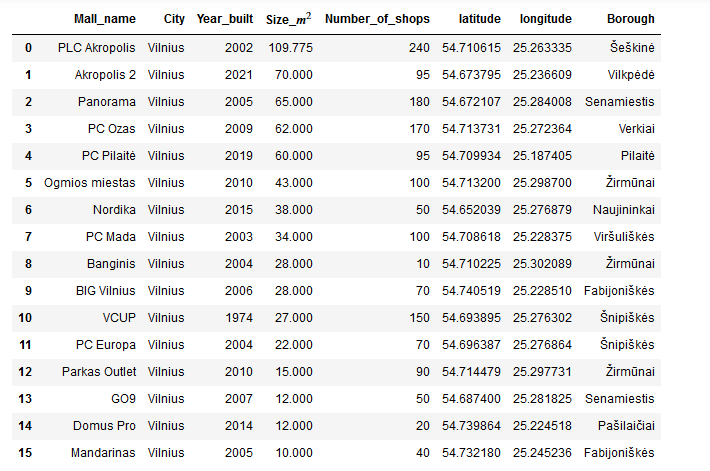 Mall_name City Year_built Size_m² Number_of_shops latitude longitude Borough
0 PLC Akropolis Vilnius 2002 109.775 240 54.710615 25.263335 Šeškinė
1 Akropolis 2 Vilnius 2021 70.000 95 54.673795 25.236609 Vilkpėdė
2 Panorama Vilnius 2005 65.000 180 54.672107 25.284008 Senamiestis
3 PC Ozas Vilnius 2009 62.000 170 54.713731 25.272364 Verkiai
4 PC Pilaitė Vilnius 2019 60.000 95 54.709934 25.187405 Pilaitė
5 Ogmios miestas Vilnius 2010 43.000 100 54.713200 25.298700 Žirmūnai
6 Nordika Vilnius 2015 38.000 50 54.652039 25.276879 Naujininkai
7 PC Mada Vilnius 2003 34.000 100 54.708618 25.228375 Viršuliškės
8 Banginis Vilnius 2004 28.000 10 54.710225 25.302089 Žirmūnai
9 BIG Vilnius Vilnius 2006 28.000 70 54.740519 25.228510 Fabijoniškės
10 VCUP Vilnius 1974 27.000 150 54.693895 25.276302 Šnipiškės
11 PC Europa Vilnius 2004 22.000 70 54.696387 25.276864 Šnipiškės
12 Parkas Outlet Vilnius 2010 15.000 90 54.714479 25.297731 Žirmūnai
13 GO9 Vilnius 2007 12.000 50 54.687400 25.281825 Senamiestis
14 Domus Pro Vilnius 2014 12.000 20 54.739864 25.224518 Pašilaičiai
15 Mandarinas Vilnius 2005 10.000 40 54.732180 25.245236 Fabijoniškės